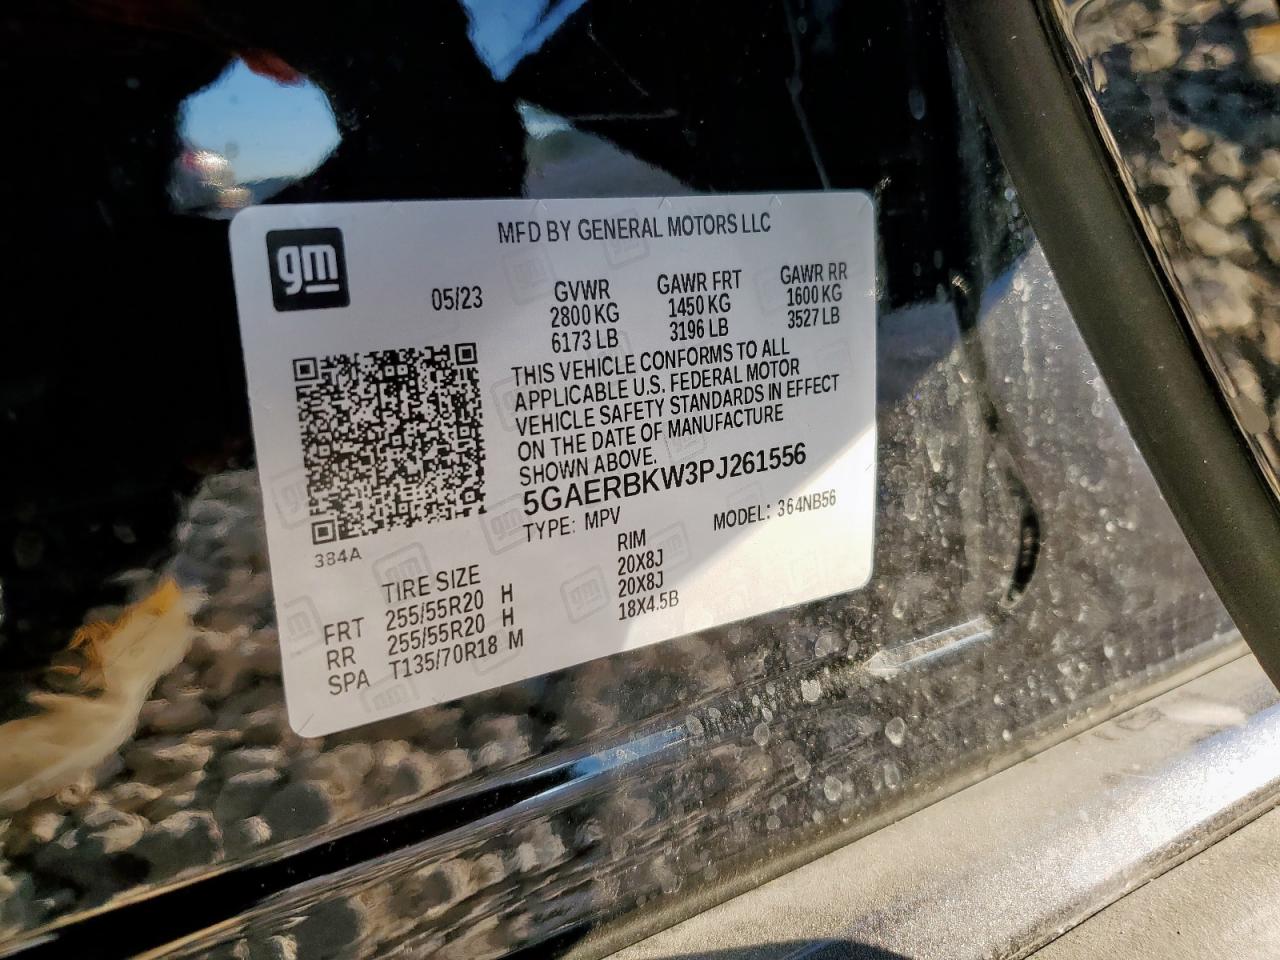 gm
MFD BY GENERAL MOTORS LLC
05/23 GVWR GAWR FRT GAWR RR
2800 KG 1450 KG 1600 KG
6173 LB 3196 LB 3527 LB
THIS VEHICLE CONFORMS TO ALL
APPLICABLE U.S. FEDERAL MOTOR
VEHICLE SAFETY STANDARDS IN EFFECT
ON THE DATE OF MANUFACTURE
SHOWN ABOVE.
5GAERBKW3PJ261556
TYPE: MPV MODEL: 364NB56
384A
TIRE SIZE RIM
FRT 255/55R20 H 20X8J
RR 255/55R20 H 20X8J
SPA T135/70R18 M 18X4.5B